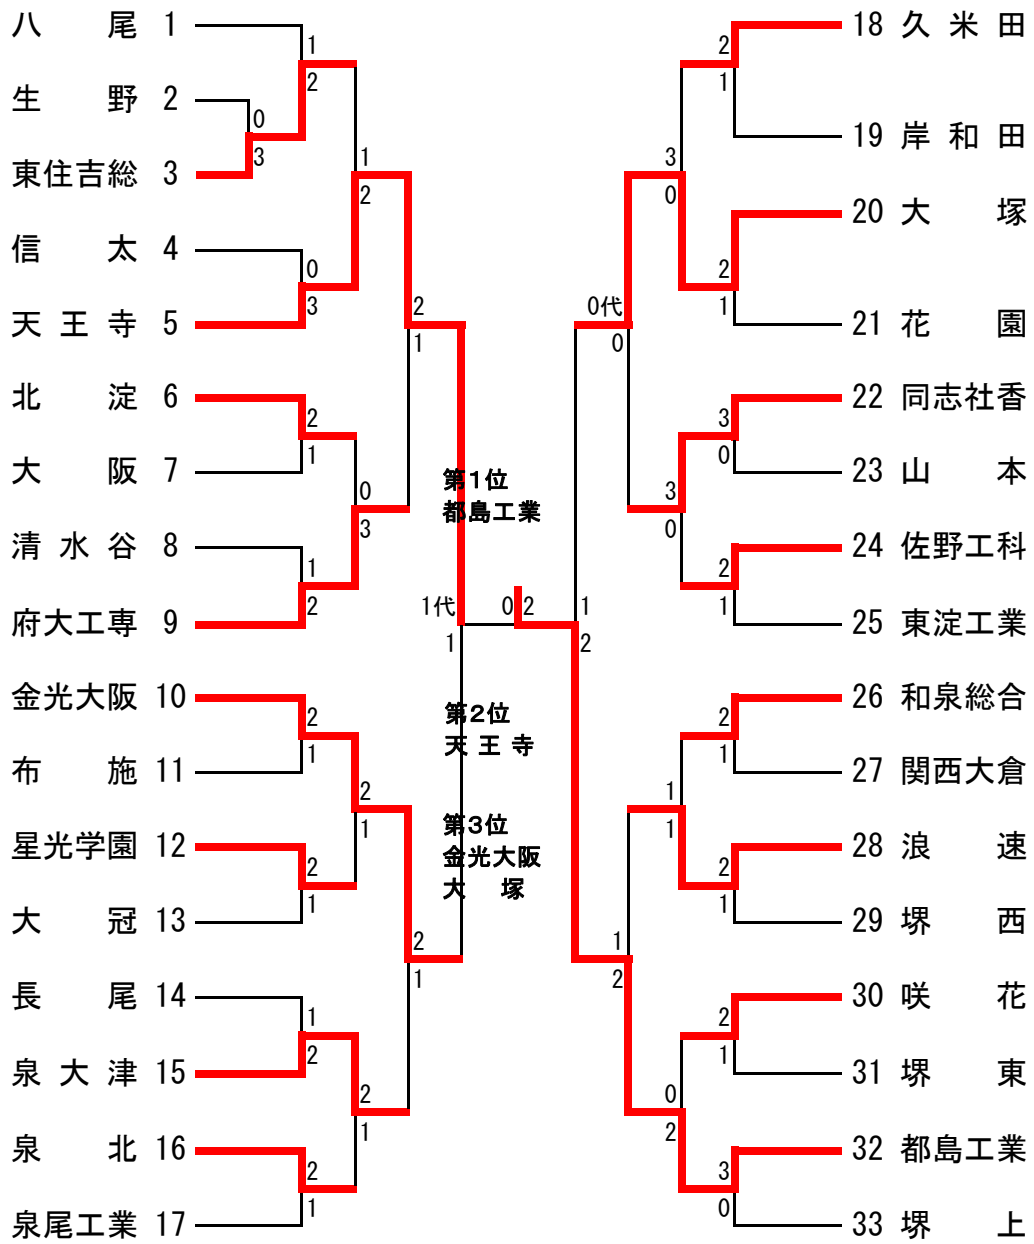 八尾 1
生野 2
東住吉総 3
信太 4
天王寺 5
北淀 6
大阪 7
清水谷 8
府大工専 9
金光大阪 10
布施 11
星光学園 12
大冠 13
長尾 14
泉大津 15
泉北 16
泉尾工業 17
1
2
0
3
0
3
2
1
1
2
2
1
2
1
1
2
2
1
1
2
0
3
2
1
2
1
2
1
2
1
1代
1
0 2
第1位
都島工業
第2位
天王寺
第3位
金光大阪
大塚
1
2
0代
0
1
2
3
0
3
0
1
1
0
2
2
1
2
1
3
0
2
1
2
1
2
1
2
1
3
0
18 久米田
19 岸和田
20 大塚
21 花園
22 同志社香
23 山本
24 佐野工科
25 東淀工業
26 和泉総合
27 関西大倉
28 浪速
29 堺西
30 咲花
31 堺東
32 都島工業
33 堺上